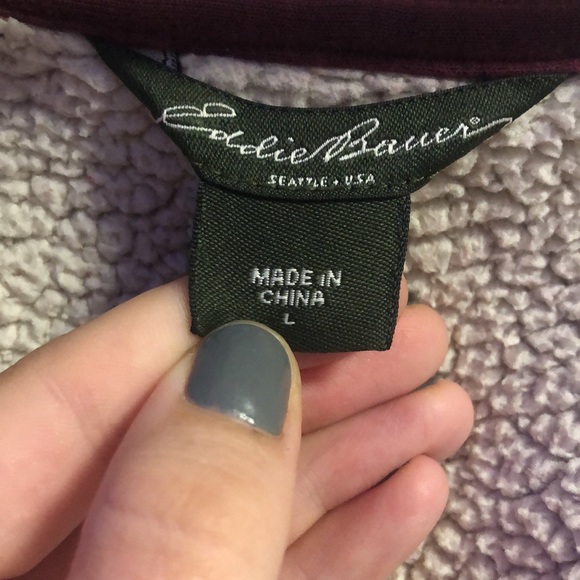 Eddie Bauer®
SEATTLE • USA
MADE IN
CHINA
L